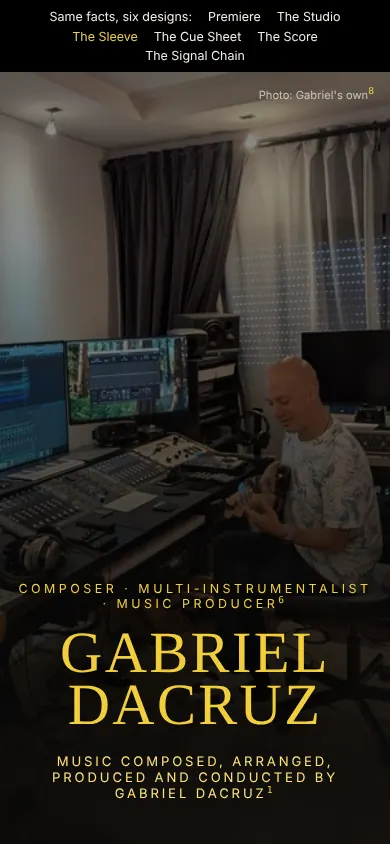 Same facts, six designs: Premiere The Studio
The Sleeve The Cue Sheet The Score
The Signal Chain
Photo: Gabriel's own8
COMPOSER · MULTI-INSTRUMENTALIST
· MUSIC PRODUCER6
GABRIEL
DACRUZ
MUSIC COMPOSED, ARRANGED,
PRODUCED AND CONDUCTED BY
GABRIEL DACRUZ1